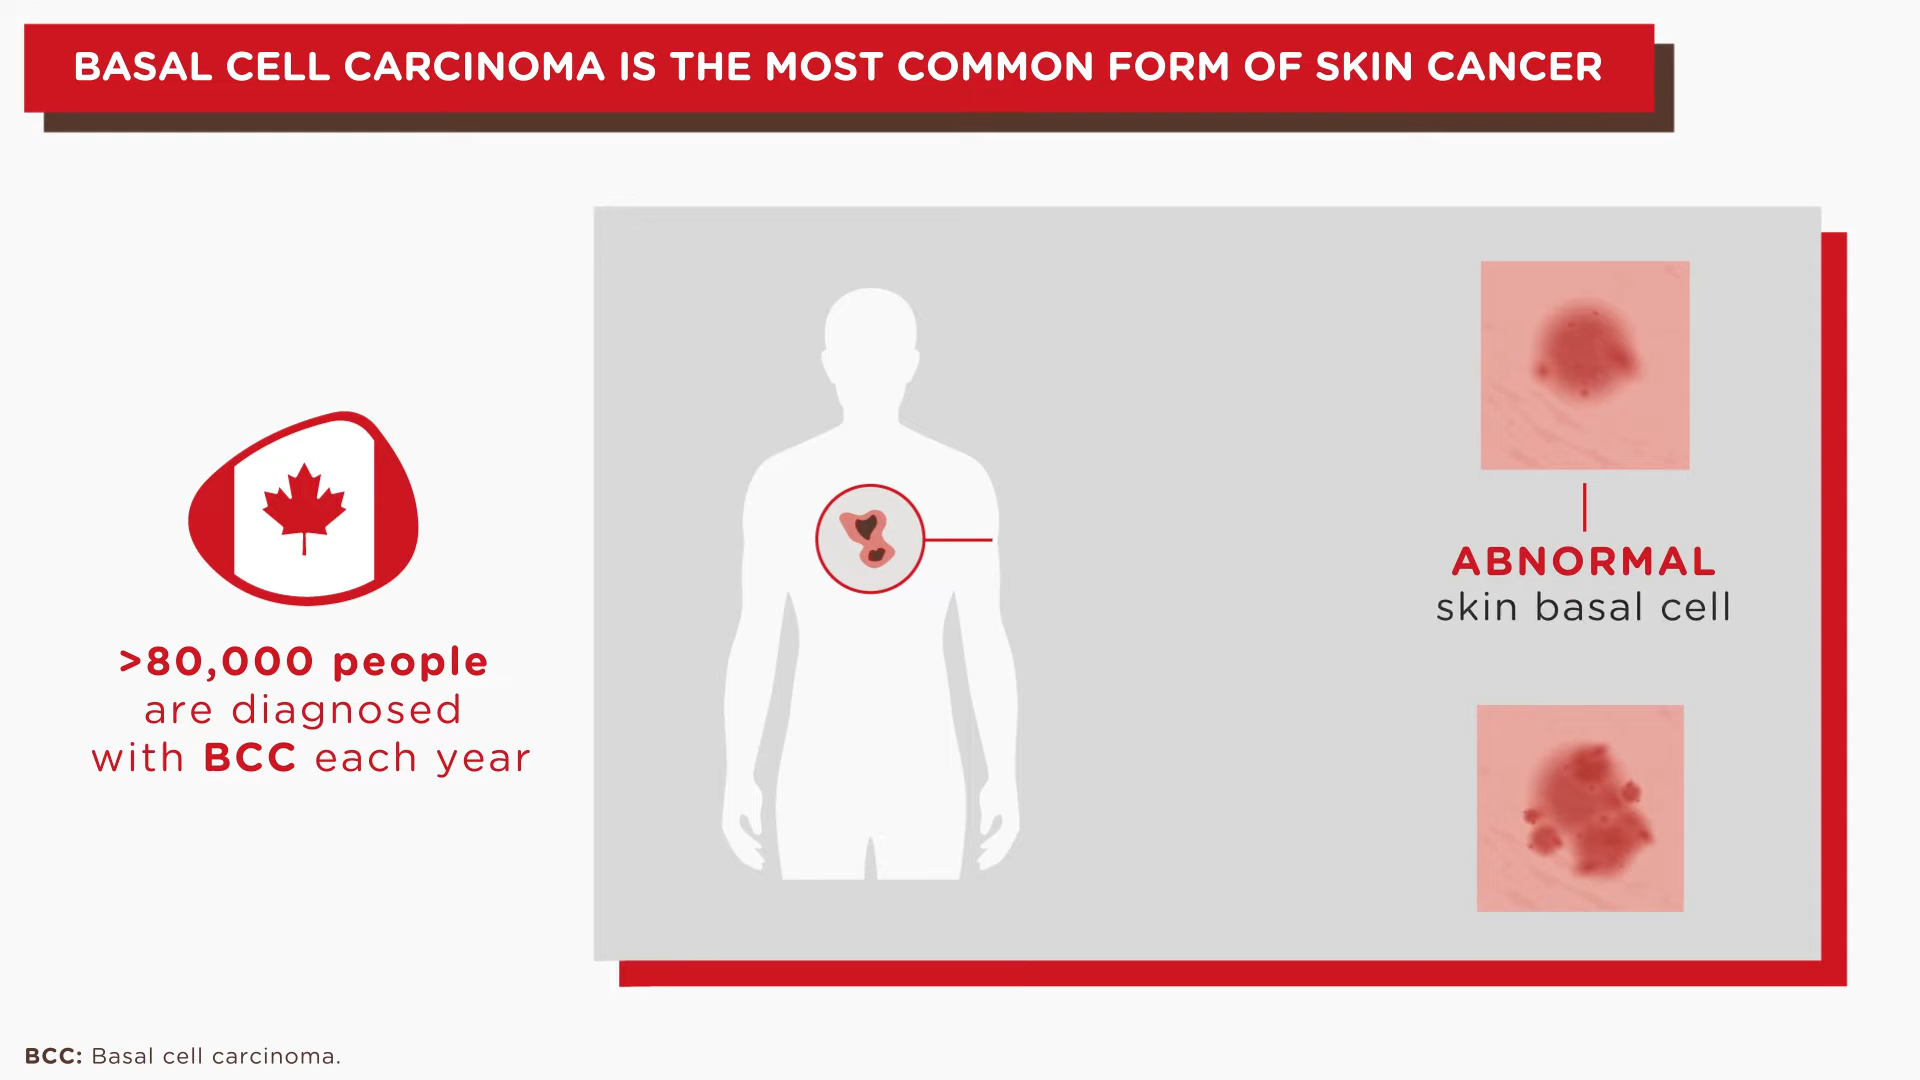 BASAL CELL CARCINOMA IS THE MOST COMMON FORM OF SKIN CANCER
>80,000 people
are diagnosed
with BCC each year
ABNORMAL
skin basal cell
BCC: Basal cell carcinoma.